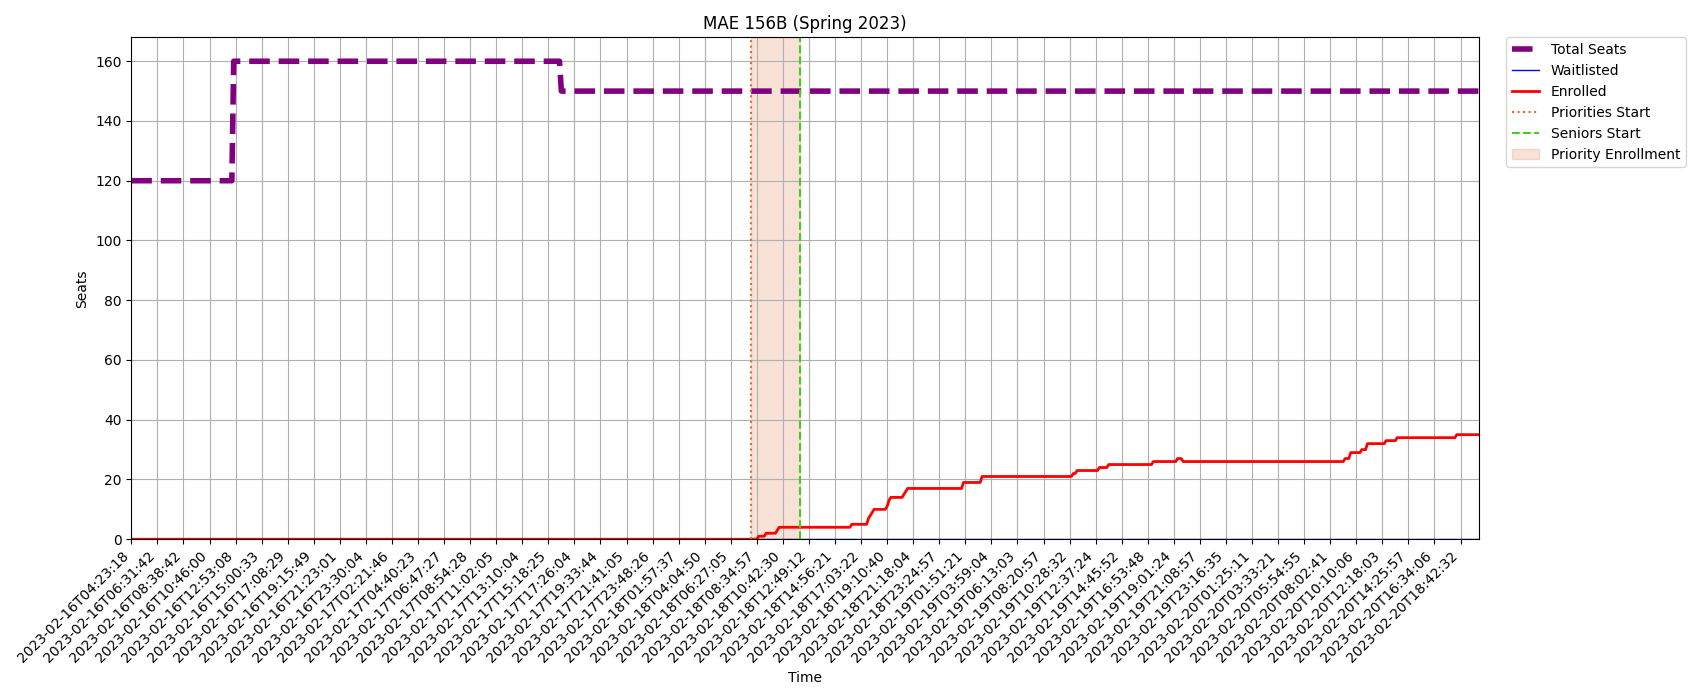 MAE 156B (Spring 2023)
Total Seats
Waitlisted
Enrolled
Priorities Start
Seniors Start
Priority Enrollment
Seats
160
140
120
100
80
60
40
20
0
2023-02-16T04:23:18
2023-02-16T06:31:42
2023-02-16T08:38:42
2023-02-16T10:46:00
2023-02-16T12:53:08
2023-02-16T15:00:33
2023-02-16T17:08:29
2023-02-16T19:15:49
2023-02-16T21:23:01
2023-02-16T23:30:04
2023-02-17T02:21:46
2023-02-17T04:40:23
2023-02-17T06:47:27
2023-02-17T08:54:28
2023-02-17T11:02:05
2023-02-17T13:10:04
2023-02-17T15:18:25
2023-02-17T17:26:04
2023-02-17T19:33:44
2023-02-17T21:41:05
2023-02-17T23:48:26
2023-02-18T01:57:37
2023-02-18T04:04:50
2023-02-18T06:27:05
2023-02-18T08:34:57
2023-02-18T10:42:30
2023-02-18T12:49:12
2023-02-18T14:56:21
2023-02-18T17:03:22
2023-02-18T19:10:40
2023-02-18T21:18:04
2023-02-18T23:24:57
2023-02-19T01:51:21
2023-02-19T03:59:04
2023-02-19T06:13:03
2023-02-19T08:20:57
2023-02-19T10:28:32
2023-02-19T12:37:24
2023-02-19T14:45:52
2023-02-19T16:53:48
2023-02-19T19:01:24
2023-02-19T21:08:57
2023-02-19T23:16:35
2023-02-20T01:25:11
2023-02-20T03:33:21
2023-02-20T05:54:55
2023-02-20T08:02:41
2023-02-20T10:10:06
2023-02-20T12:18:03
2023-02-20T14:25:57
2023-02-20T16:34:06
2023-02-20T18:42:32
Time